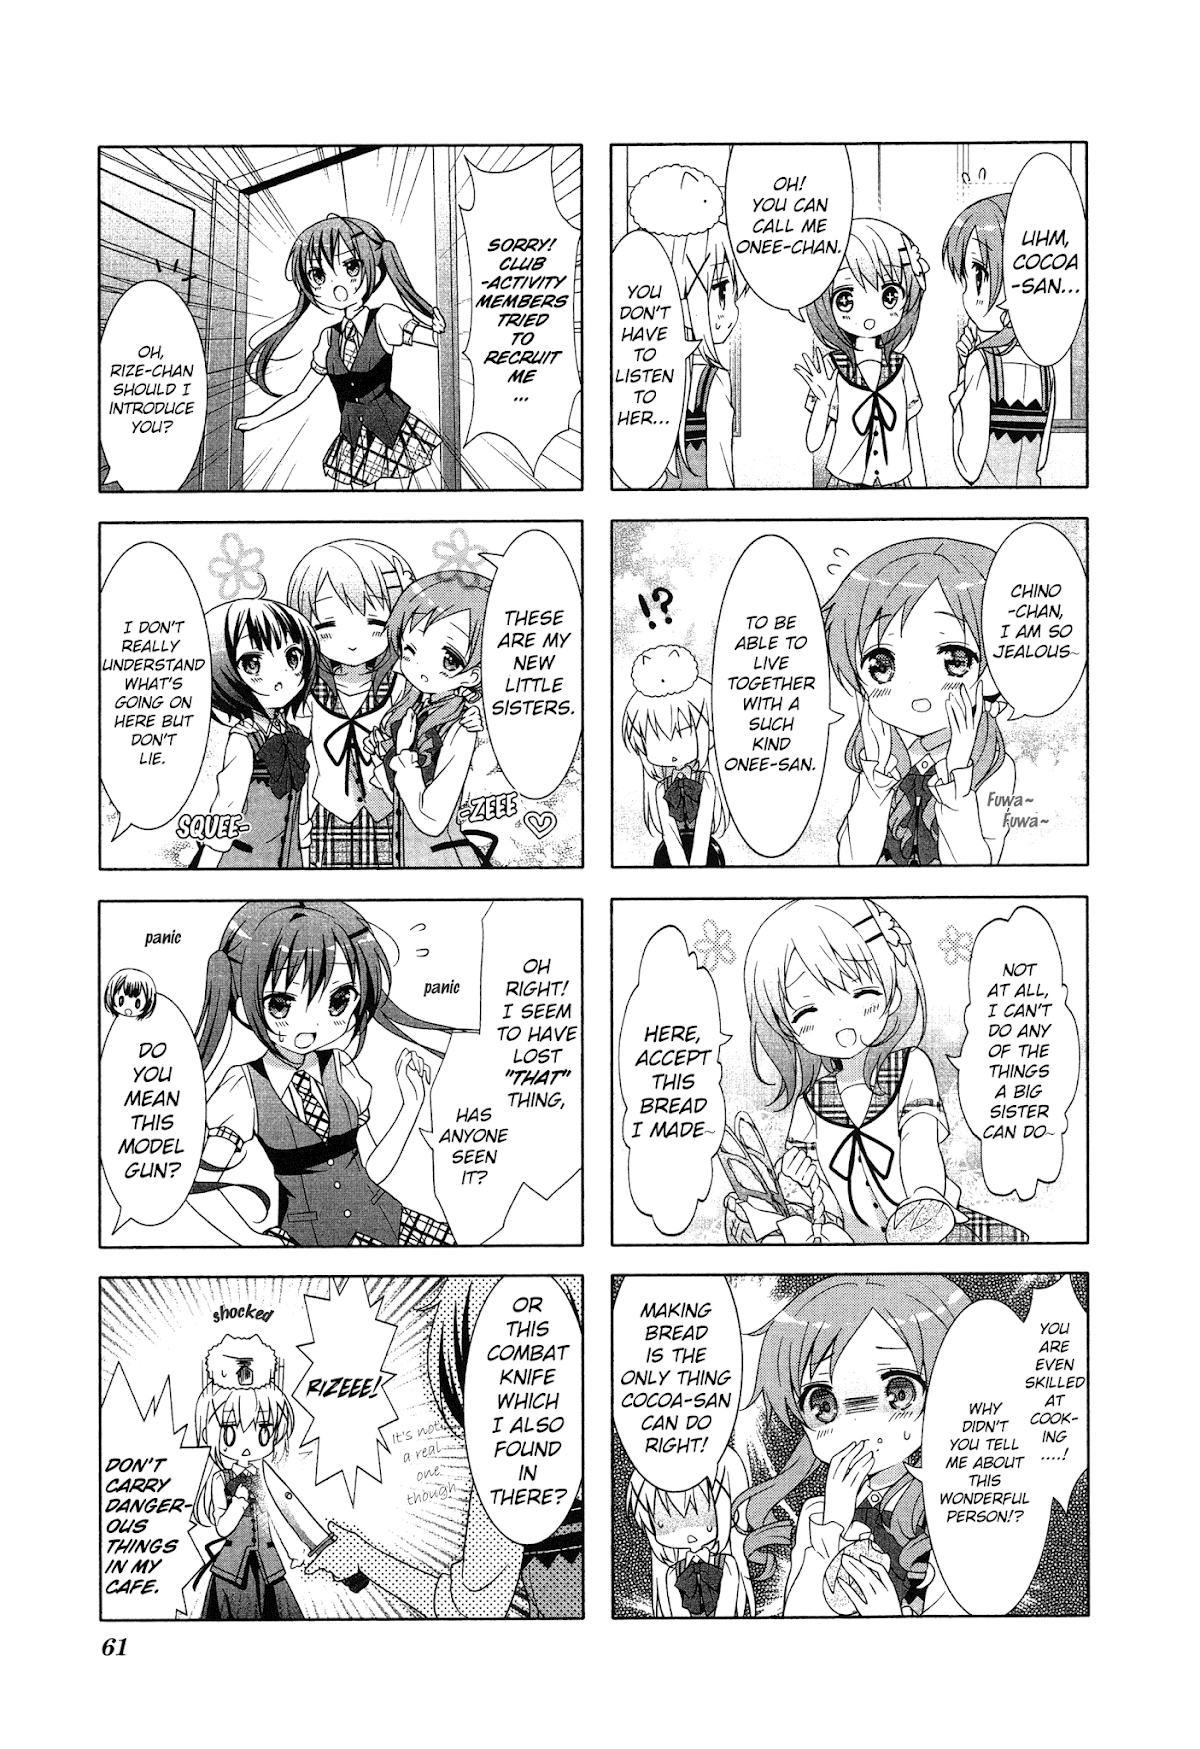 UHM,
COCOA
-SAN...
OH!
YOU CAN
CALL ME
ONEE-CHAN.
YOU
DON'T
HAVE
TO
LISTEN
TO
HER...
CHINO
-CHAN,
I AM SO
JEALOUS~
TO BE
ABLE TO
LIVE
TOGETHER
WITH A
SUCH
KIND
ONEE-SAN.
!?
Fuwa~
Fuwa~
NOT
AT ALL,
I CAN'T
DO ANY
OF THE
THINGS
A BIG
SISTER
CAN DO~
HERE,
ACCEPT
THIS
BREAD
I MADE~
YOU
ARE
EVEN
SKILLED
AT
COOK-
ING
....!
WHY
DIDN'T
YOU TELL
ME ABOUT
THIS
WONDERFUL
PERSON!?
MAKING
BREAD
IS THE
ONLY THING
COCOA-SAN
CAN DO
RIGHT!
SORRY!
CLUB
-ACTIVITY
MEMBERS
TRIED
TO
RECRUIT
ME
...
OH,
RIZE-CHAN
SHOULD I
INTRODUCE
YOU?
THESE
ARE MY
NEW
LITTLE
SISTERS.
I DON'T
REALLY
UNDERSTAND
WHAT'S
GOING ON
HERE BUT
DON'T
LIE.
SQUEE-
-ZEEE
OH
RIGHT!
I SEEM
TO HAVE
LOST
"THAT"
THING,
HAS
ANYONE
SEEN
IT?
panic
panic
DO
YOU
MEAN
THIS
MODEL
GUN?
OR
THIS
COMBAT
KNIFE
WHICH
I ALSO
FOUND
IN
THERE?
It's not
a real
one
though
RIZEEE!
shocked
DON'T
CARRY
DANGER-
OUS
THINGS
IN MY
CAFE.
61